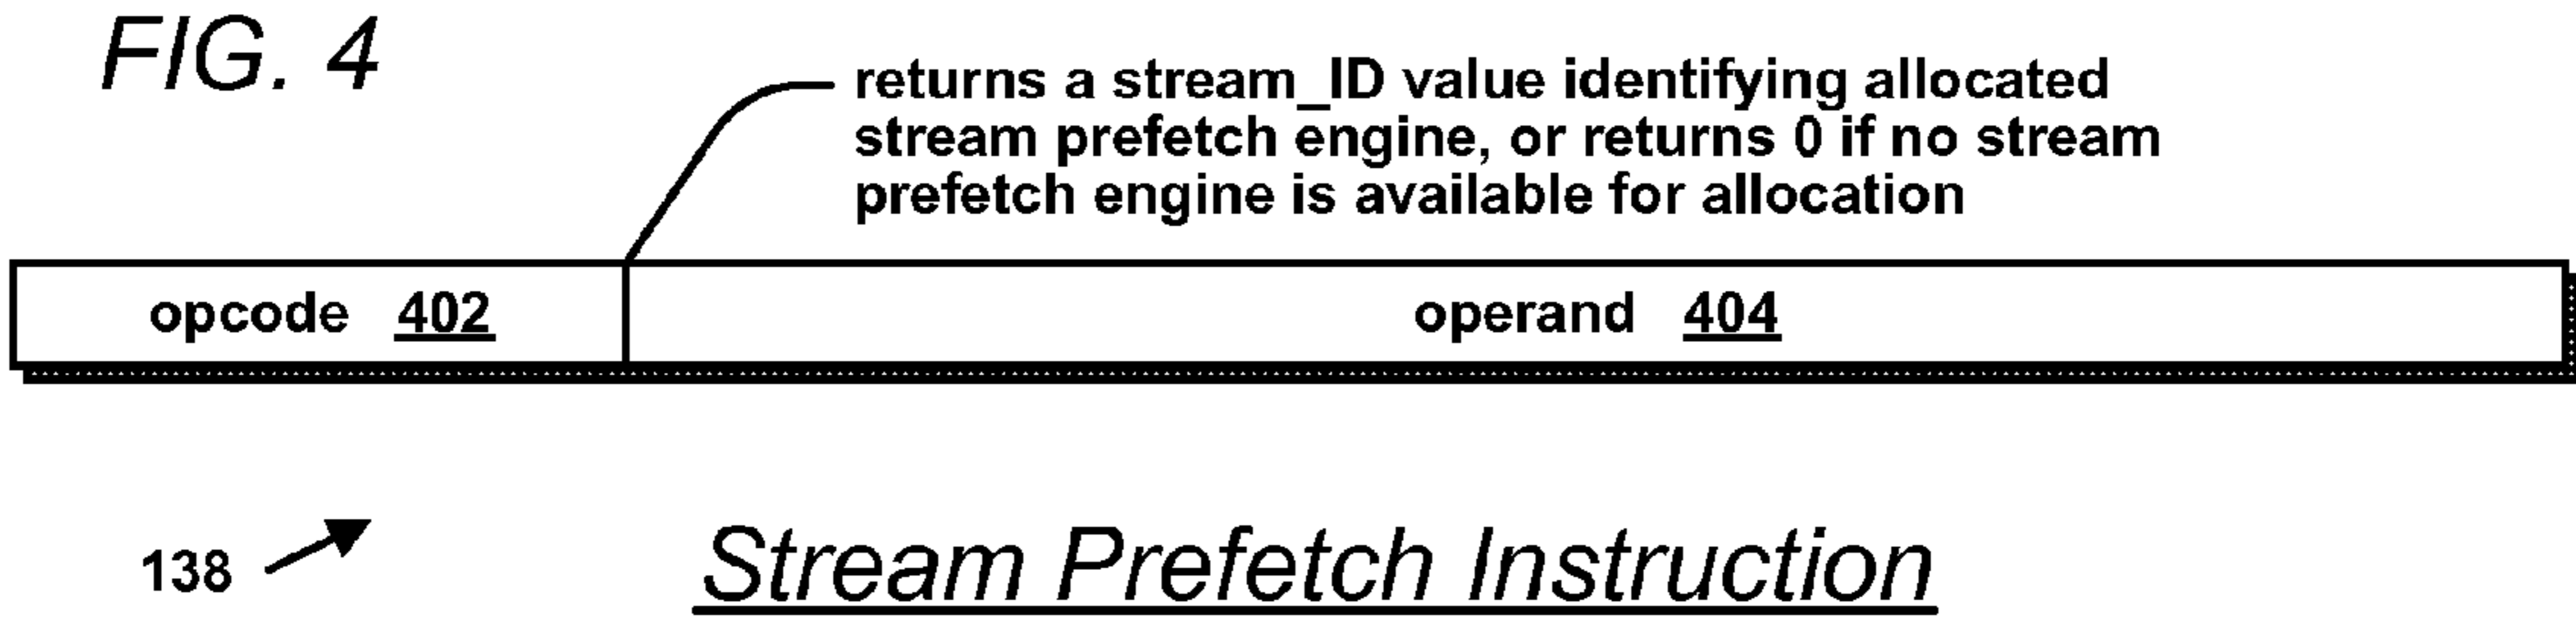 FIG. 4
returns a stream_ID value identifying allocated
stream prefetch engine, or returns 0 if no stream
prefetch engine is available for allocation
opcode 402 operand 404
138
Stream Prefetch Instruction